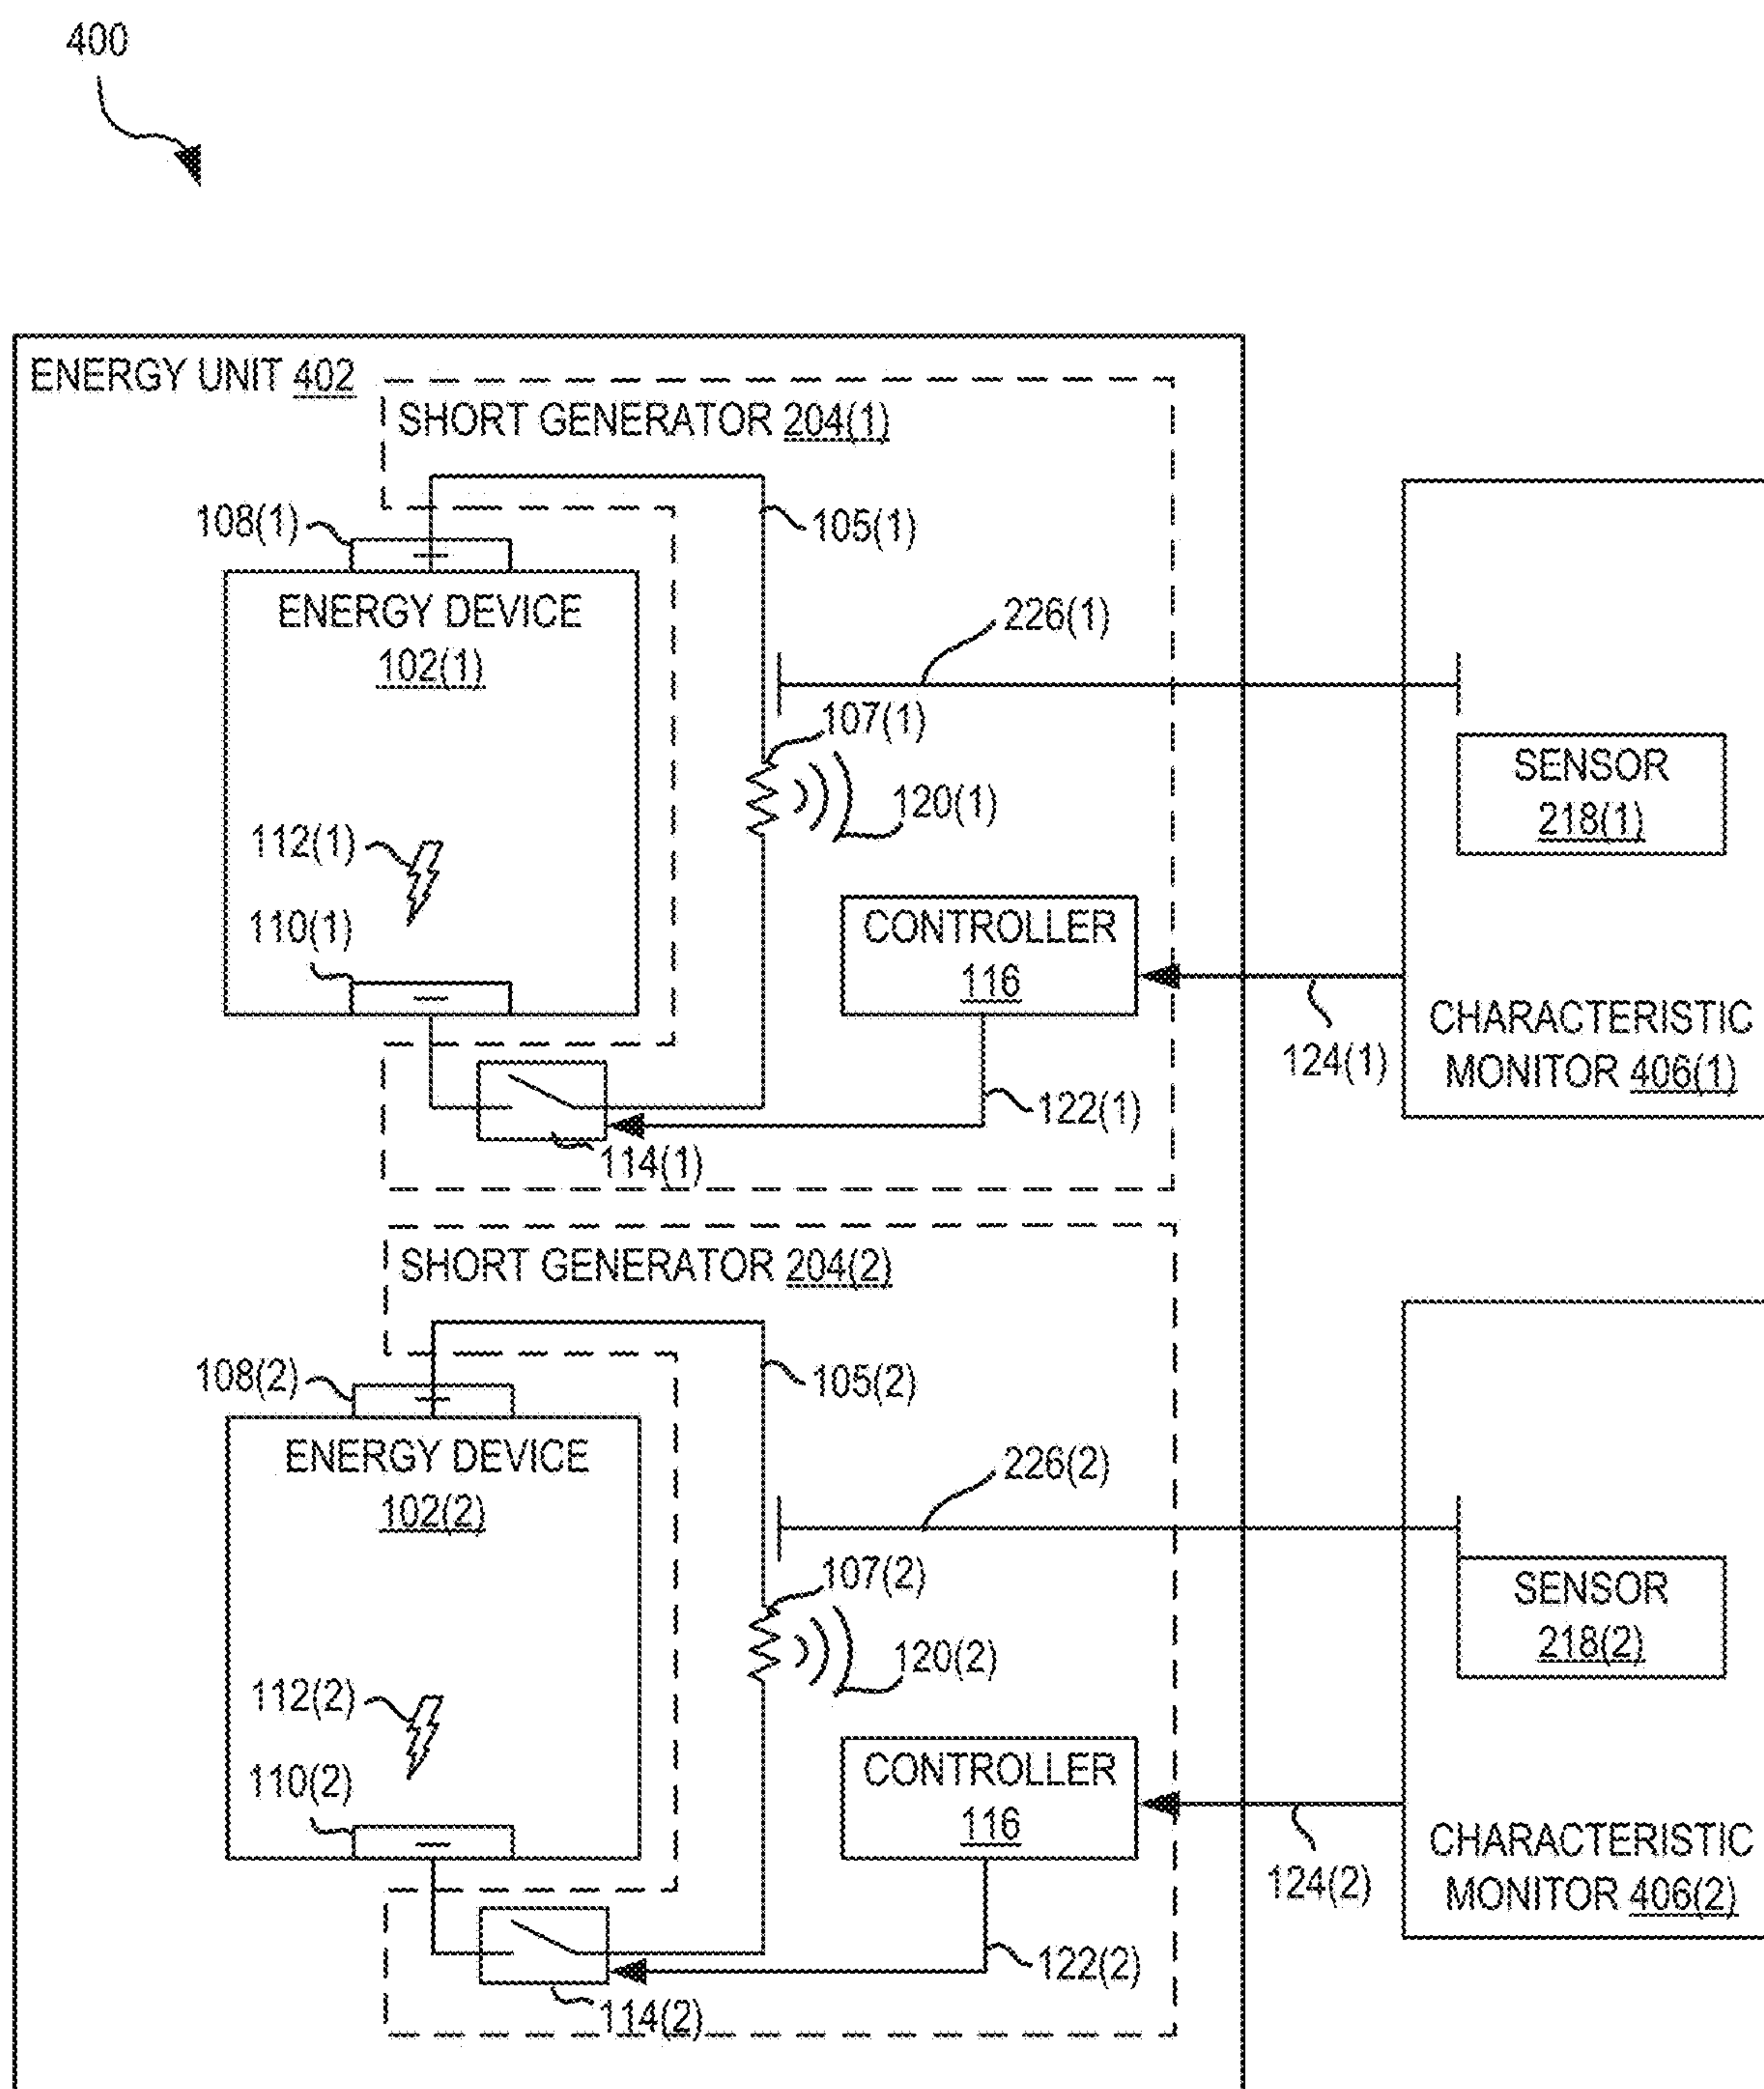 400
ENERGY UNIT 402
SHORT GENERATOR 204(1)
108(1)
105(1)
ENERGY DEVICE
102(1)
226(1)
107(1)
SENSOR
218(1)
120(1)
112(1)
110(1)
CONTROLLER
116
CHARACTERISTIC
MONITOR 406(1)
124(1)
122(1)
114(1)
SHORT GENERATOR 204(2)
108(2)
105(2)
ENERGY DEVICE
102(2)
226(2)
107(2)
SENSOR
218(2)
120(2)
112(2)
110(2)
CONTROLLER
116
CHARACTERISTIC
MONITOR 406(2)
124(2)
122(2)
114(2)